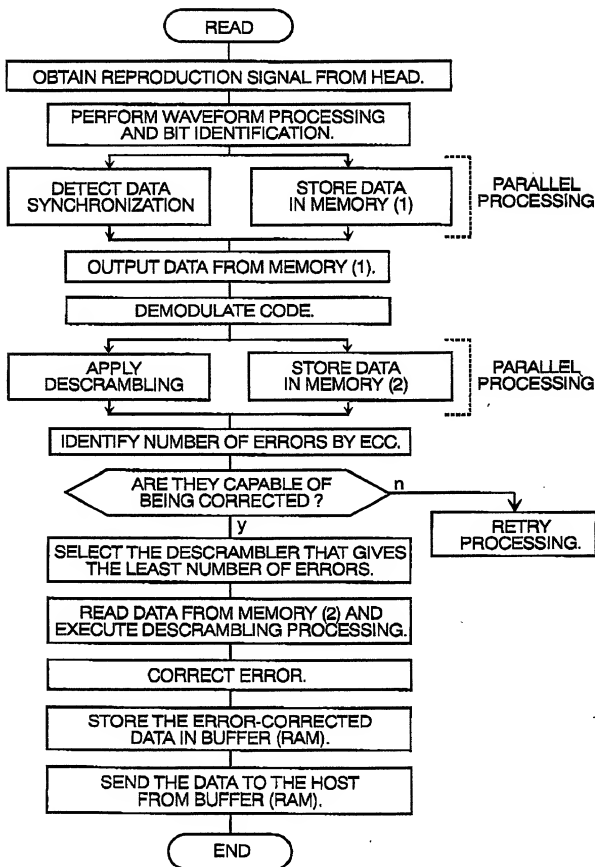 READ
OBTAIN REPRODUCTION SIGNAL FROM HEAD.
PERFORM WAVEFORM PROCESSING
AND BIT IDENTIFICATION.
DETECT DATA
SYNCHRONIZATION
STORE DATA
IN MEMORY (1)
PARALLEL
PROCESSING
OUTPUT DATA FROM MEMORY (1).
DEMODULATE CODE.
APPLY
DESCRAMBLING
STORE DATA
IN MEMORY (2)
PARALLEL
PROCESSING
IDENTIFY NUMBER OF ERRORS BY ECC.
ARE THEY CAPABLE OF
BEING CORRECTED ?
n
y
RETRY
PROCESSING.
SELECT THE DESCRAMBLER THAT GIVES
THE LEAST NUMBER OF ERRORS.
READ DATA FROM MEMORY (2) AND
EXECUTE DESCRAMBLING PROCESSING.
CORRECT ERROR.
STORE THE ERROR-CORRECTED
DATA IN BUFFER (RAM).
SEND THE DATA TO THE HOST
FROM BUFFER (RAM).
END